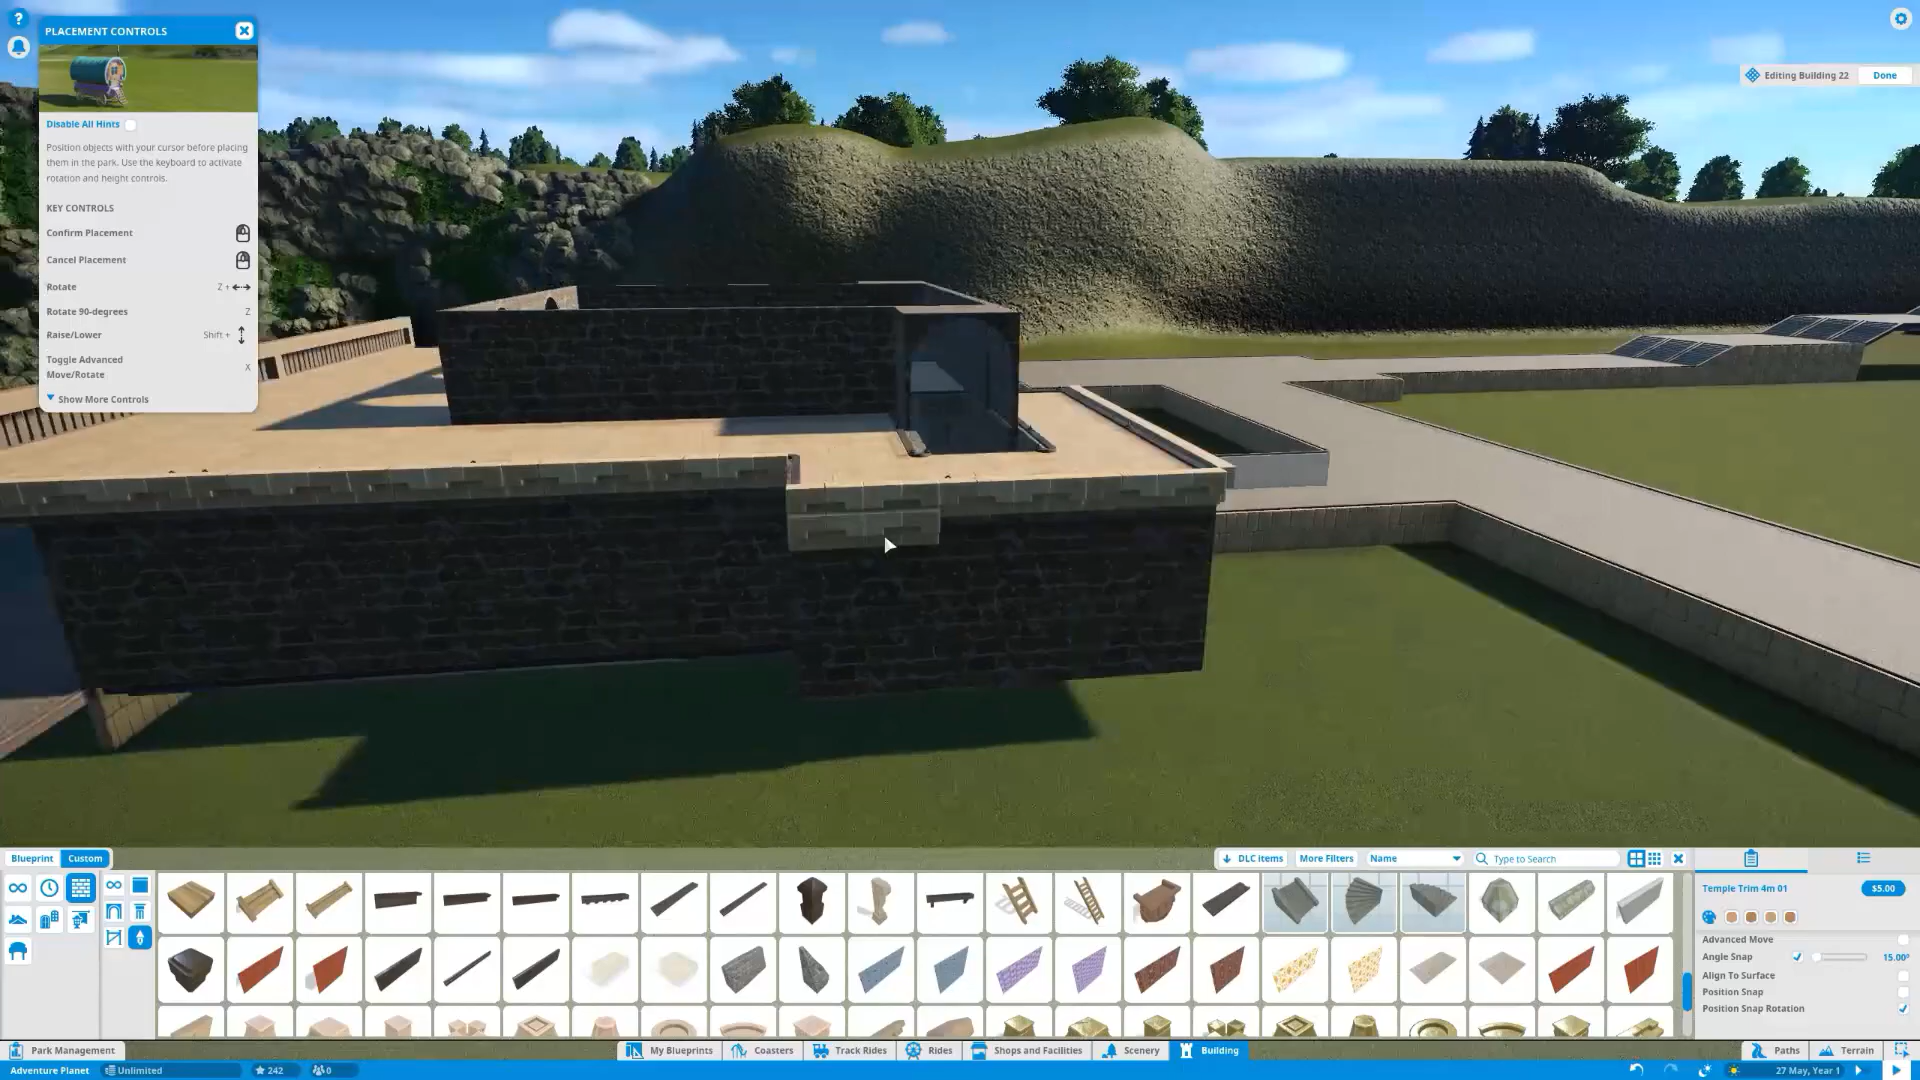 ?
PLACEMENT CONTROLS
Disable All Hints
Position objects with your cursor before placing
them in the park. Use the keyboard to activate
rotation and height controls.
KEY CONTROLS
Confirm Placement
Cancel Placement
Rotate Z +
Rotate 90-degrees Z
Raise/Lower Shift +
Toggle Advanced
Move/Rotate X
Show More Controls
Editing Building 22 Done
Blueprint Custom
DLC items More Filters Name Type to Search
Temple Trim 4m 01 $5.00
Advanced Move
Angle Snap 15.00°
Align To Surface
Position Snap
Position Snap Rotation
Park Management My Blueprints Coasters Track Rides Rides Shops and Facilities Scenery Building Paths Terrain
Adventure Planet Unlimited 242 0 27 May, Year 1